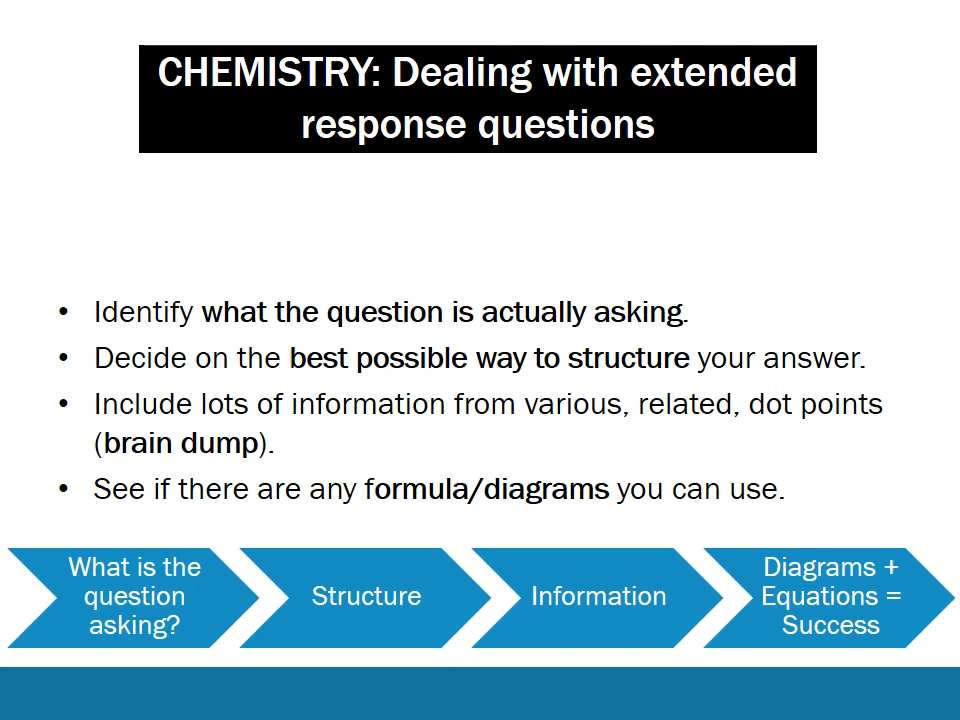 CHEMISTRY: Dealing with extended
response questions
• Identify what the question is actually asking.
• Decide on the best possible way to structure your answer.
• Include lots of information from various, related, dot points
(brain dump).
• See if there are any formula/diagrams you can use.
What is the
question
asking?
Structure
Information
Diagrams +
Equations =
Success